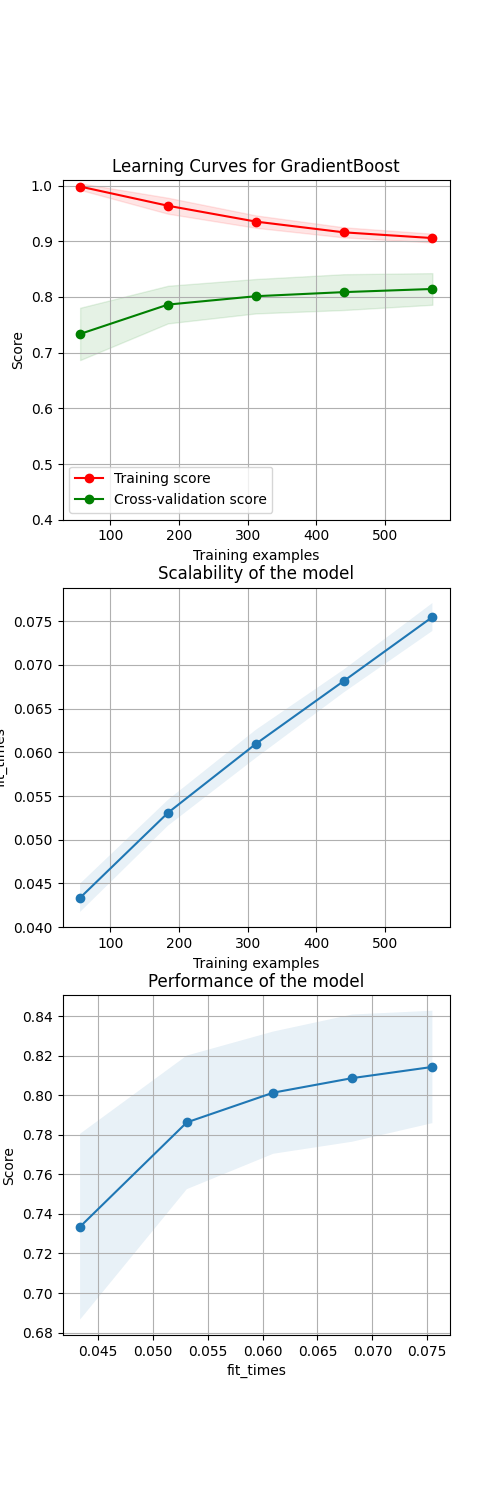 Learning Curves for GradientBoost
1.0
0.9
0.8
0.7
0.6
0.5
0.4
Score
Training score
Cross-validation score
100 200 300 400 500
Training examples
Scalability of the model
0.075
0.070
0.065
0.060
0.055
0.050
0.045
0.040
fit_times
100 200 300 400 500
Training examples
Performance of the model
0.84
0.82
0.80
0.78
0.76
0.74
0.72
0.70
0.68
Score
0.045 0.050 0.055 0.060 0.065 0.070 0.075
fit_times